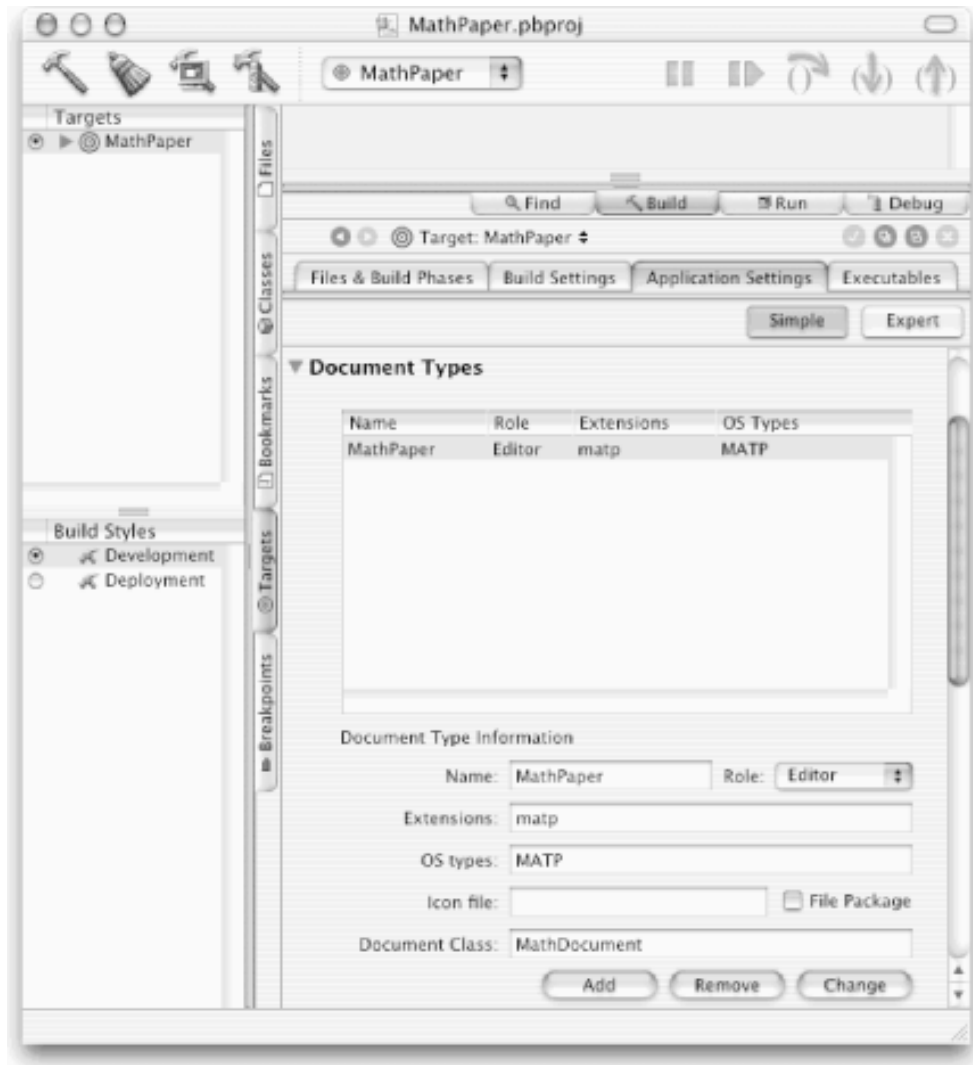 MathPaper.pbproj
MathPaper
Targets
MathPaper
Files
Classes
Bookmarks
Targets
Breakpoints
Build Styles
Development
Deployment
Find Build Run Debug
Target: MathPaper
Files & Build Phases Build Settings Application Settings Executables
Simple Expert
Document Types
Name Role Extensions OS Types
MathPaper Editor matp MATP
Document Type Information
Name: MathPaper Role: Editor
Extensions: matp
OS types: MATP
Icon file: File Package
Document Class: MathDocument
Add Remove Change